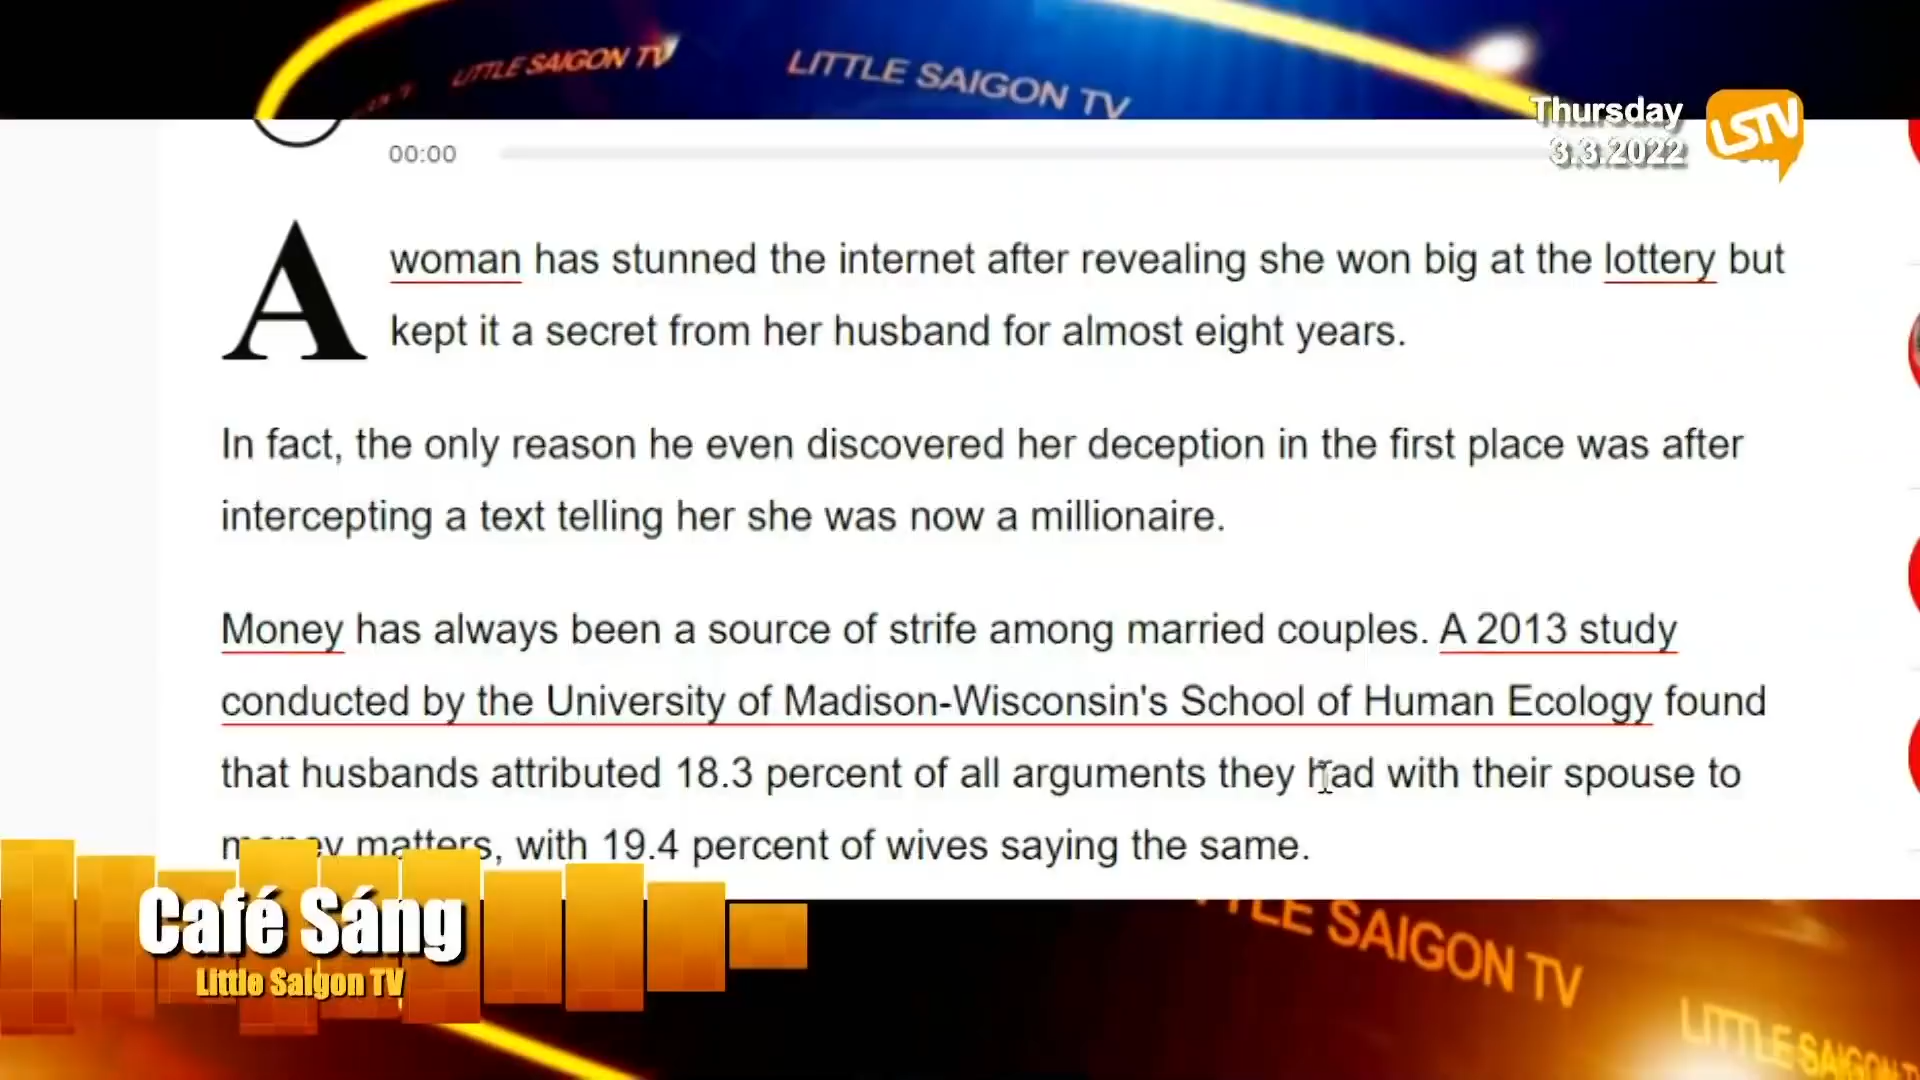 LITTLE SAIGON TV
LITTLE SAIGON TV
Thursday
3.3.2022
LSTV
00:00
A woman has stunned the internet after revealing she won big at the lottery but
kept it a secret from her husband for almost eight years.
In fact, the only reason he even discovered her deception in the first place was after
intercepting a text telling her she was now a millionaire.
Money has always been a source of strife among married couples. A 2013 study
conducted by the University of Madison-Wisconsin's School of Human Ecology found
that husbands attributed 18.3 percent of all arguments they had with their spouse to
money matters, with 19.4 percent of wives saying the same.
Café Sáng
Little Saigon TV
TLE SAIGON TV
LITTLE SAIGON T